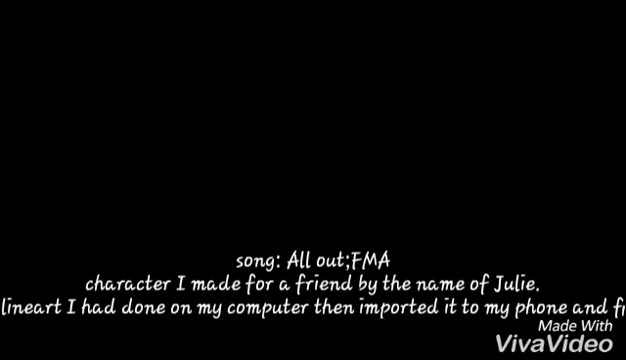 song: All out;FMA
character I made for a friend by the name of Julie.
lineart I had done on my computer then imported it to my phone and
Made With
VivaVideo